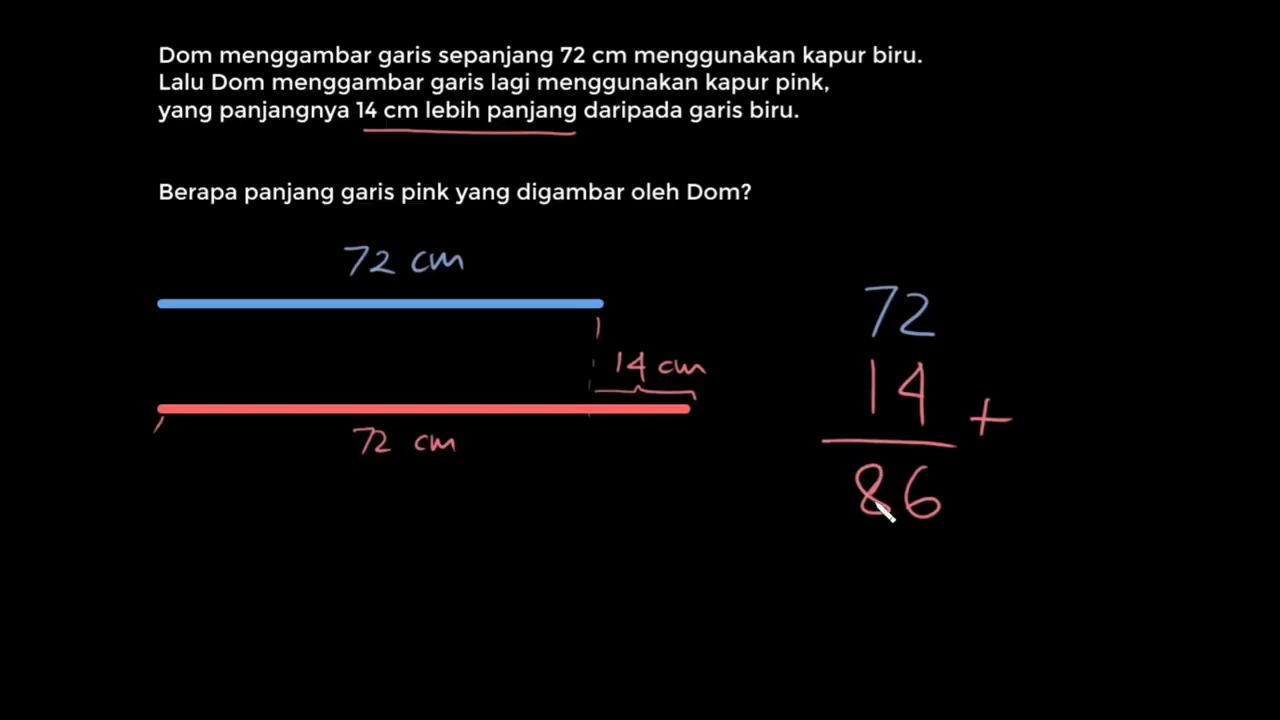 Dom menggambar garis sepanjang 72 cm menggunakan kapur biru.
Lalu Dom menggambar garis lagi menggunakan kapur pink,
yang panjangnya 14 cm lebih panjang daripada garis biru.
Berapa panjang garis pink yang digambar oleh Dom?
72 cm
14 cm
72 cm
72
14 +
86